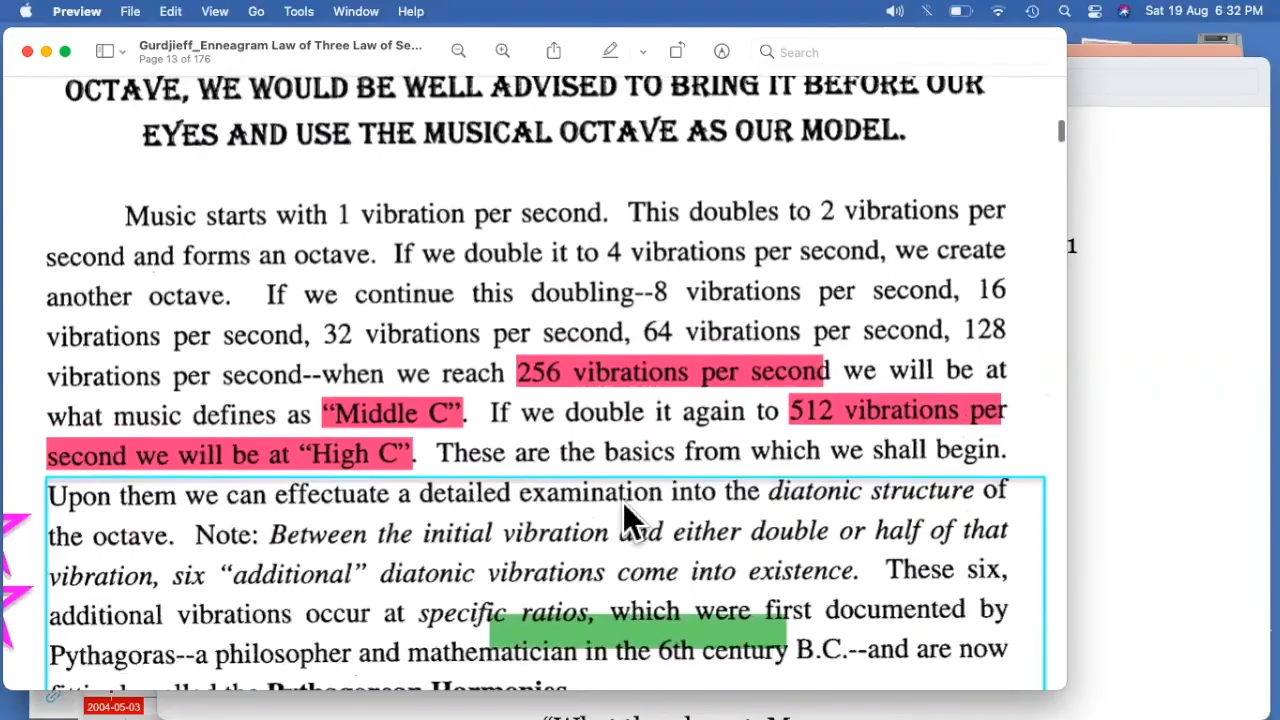 Preview File Edit View Go Tools Window Help Sat 19 Aug 6:32 PM
Gurdjieff_Enneagram Law of Three Law of Se...
Page 13 of 176
Search
OCTAVE, WE WOULD BE WELL ADVISED TO BRING IT BEFORE OUR
EYES AND USE THE MUSICAL OCTAVE AS OUR MODEL.
Music starts with 1 vibration per second. This doubles to 2 vibrations per
second and forms an octave. If we double it to 4 vibrations per second, we create
another octave. If we continue this doubling--8 vibrations per second, 16
vibrations per second, 32 vibrations per second, 64 vibrations per second, 128
vibrations per second--when we reach 256 vibrations per second we will be at
what music defines as “Middle C”. If we double it again to 512 vibrations per
second we will be at “High C”. These are the basics from which we shall begin.
Upon them we can effectuate a detailed examination into the diatonic structure of
the octave. Note: Between the initial vibration and either double or half of that
vibration, six “additional” diatonic vibrations come into existence. These six,
additional vibrations occur at specific ratios, which were first documented by
Pythagoras--a philosopher and mathematician in the 6th century B.C.--and are now
called the Pythagorean Harmonics
1
2004-05-03
“What the